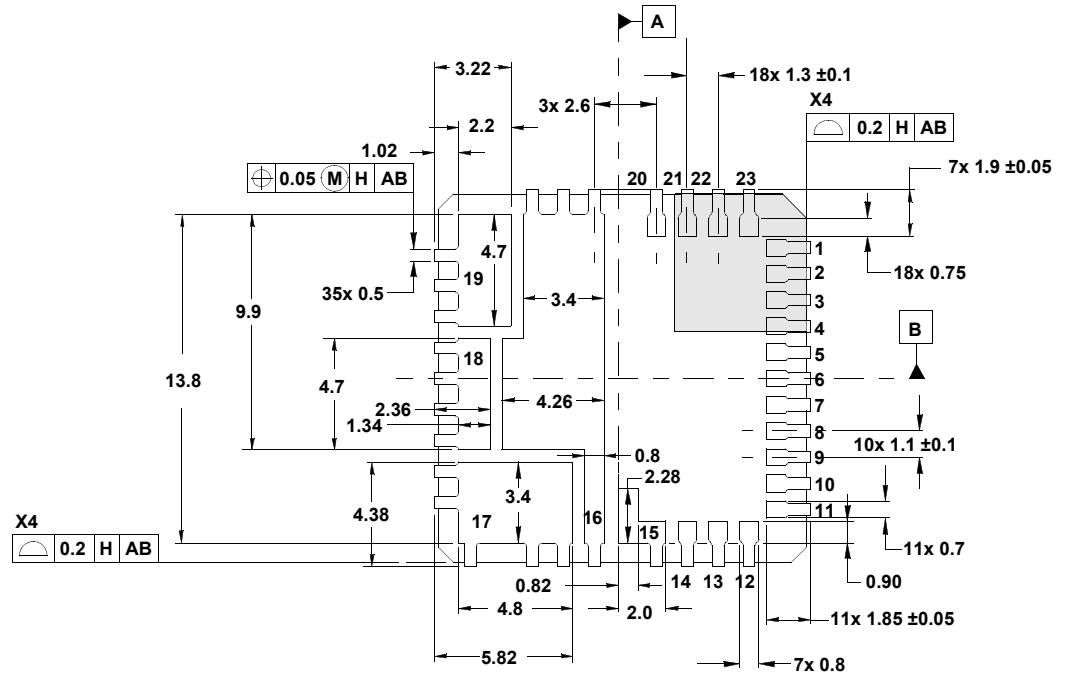 A
3.22
18x 1.3 ±0.1
X4
3x 2.6
2.2
0.2 H AB
1.02
7x 1.9 ±0.05
0.05 M H AB
20 21 22 23
4.7
1
19
2
18x 0.75
35x 0.5
3.4
3
9.9
4
B
18
5
13.8
6
4.7
4.26
2.36
7
1.34
8
10x 1.1 ±0.1
0.8
9
2.28
10
3.4
4.38
11
X4
17
16
15
0.2 H AB
11x 0.7
0.82
14 13 12
0.90
4.8
2.0
11x 1.85 ±0.05
5.82
7x 0.8